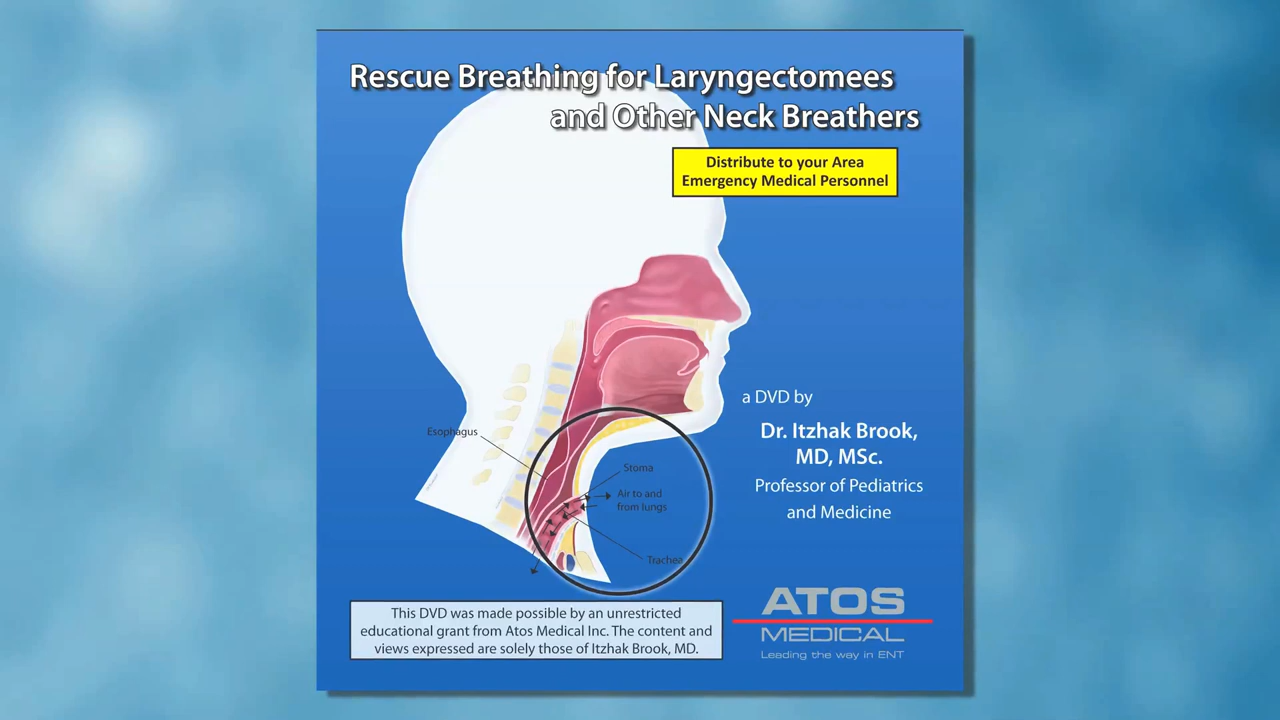 Rescue Breathing for Laryngectomees
and Other Neck Breathers
Distribute to your Area
Emergency Medical Personnel
a DVD by
Dr. Itzhak Brook,
MD, MSc.
Professor of Pediatrics
and Medicine
Esophagus
Stoma
Air to and
from lungs
Trachea
This DVD was made possible by an unrestricted
educational grant from Atos Medical Inc. The content and
views expressed are solely those of Itzhak Brook, MD.
ATOS
MEDICAL
Leading the way in ENT